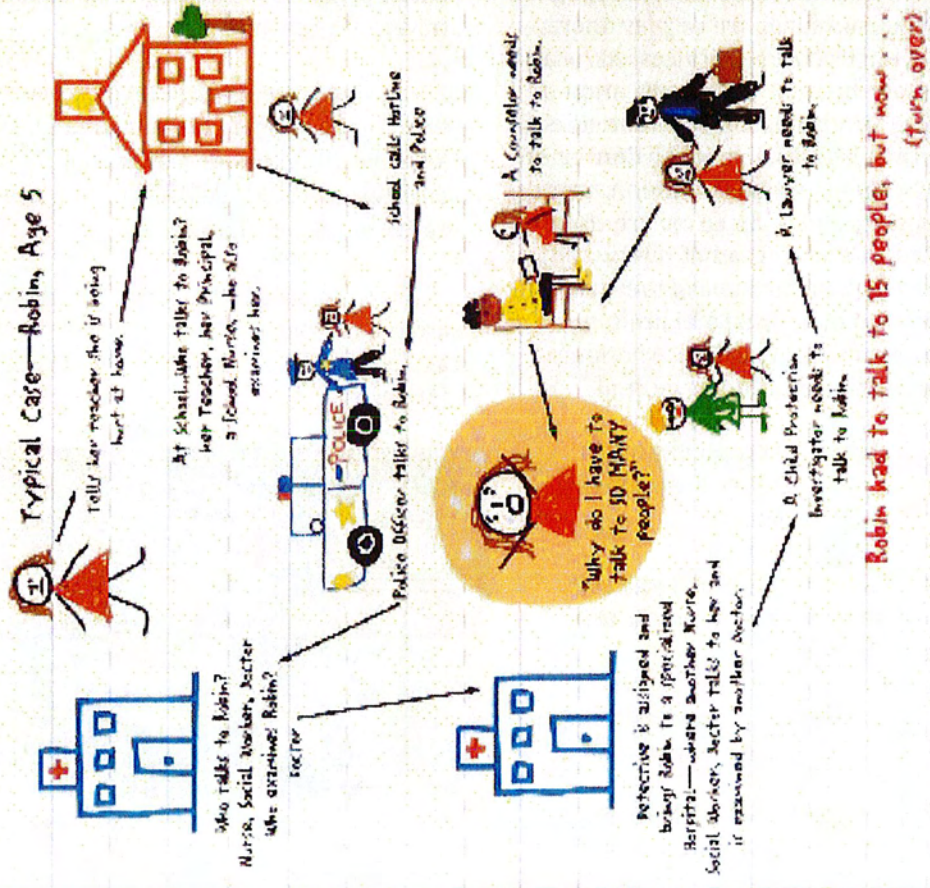 Typical Case—Robin, Age 5
Tells her teacher she is being
hurt at home.
At School...Who talks to Robin?
her Teacher, her Principal,
a School Nurse, —he also
examines her.
School calls Hotline
and Police
Police Officer talks to Robin.
Who talks to Robin?
Nurse, Social Worker, Doctor
Who examines Robin?
Doctor
Detective is assigned and
brings Robin to a specialized
Hospital—where another Nurse,
Social Worker, Doctor talks to her and
is examined by another Doctor.
A Child Protection
Investigator needs to
talk to Robin.
A Lawyer needs to talk
to Robin.
A Counselor needs
to talk to Robin.
"Why do I have to
talk to SO MANY
people?"
POLICE
Robin had to talk to 15 people, but now...
(turn over)